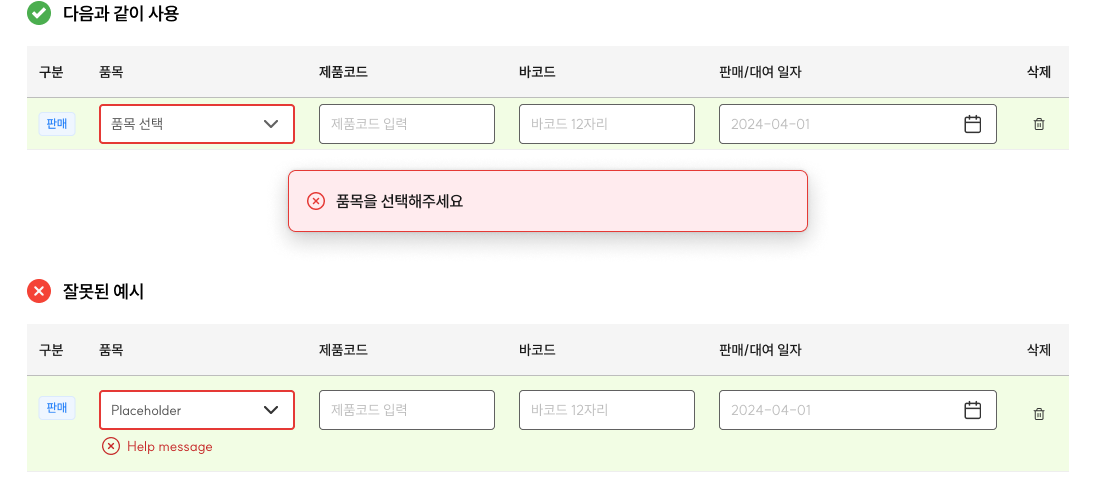 다음과 같이 사용
구분 품목 제품코드 바코드 판매/대여 일자 삭제
판매 품목 선택 제품코드 입력 바코드 12자리 2024-04-01
품목을 선택해주세요
잘못된 예시
구분 품목 제품코드 바코드 판매/대여 일자 삭제
판매 Placeholder 제품코드 입력 바코드 12자리 2024-04-01
Help message